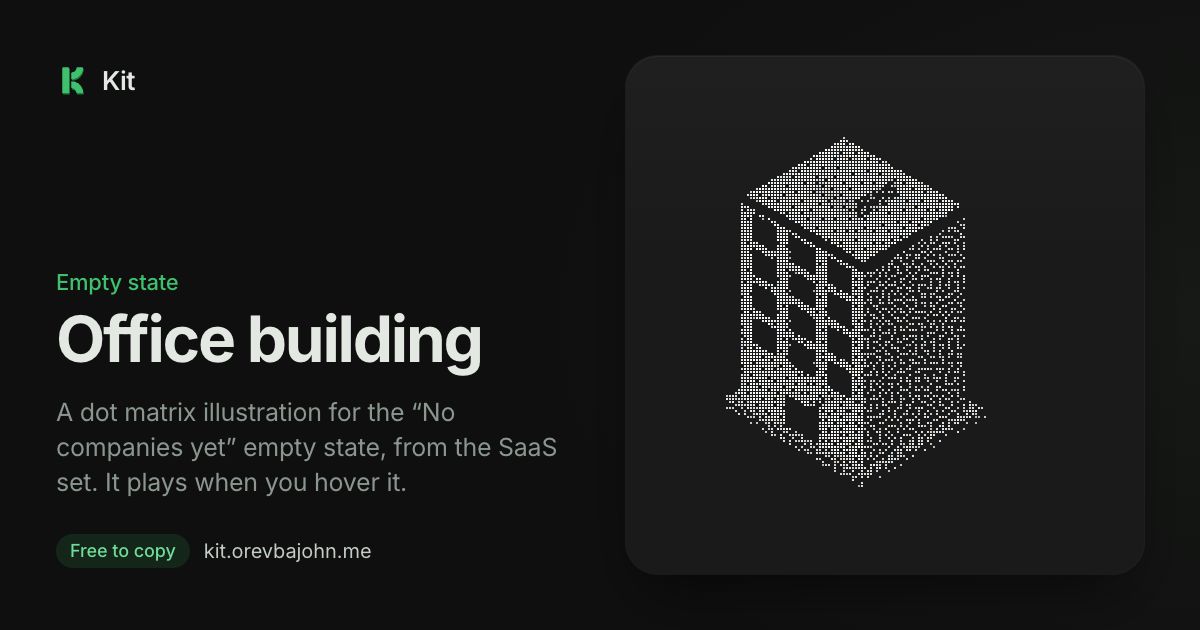 Kit
Empty state
Office building
A dot matrix illustration for the “No
companies yet” empty state, from the SaaS
set. It plays when you hover it.
Free to copy
kit.orevbajohn.me